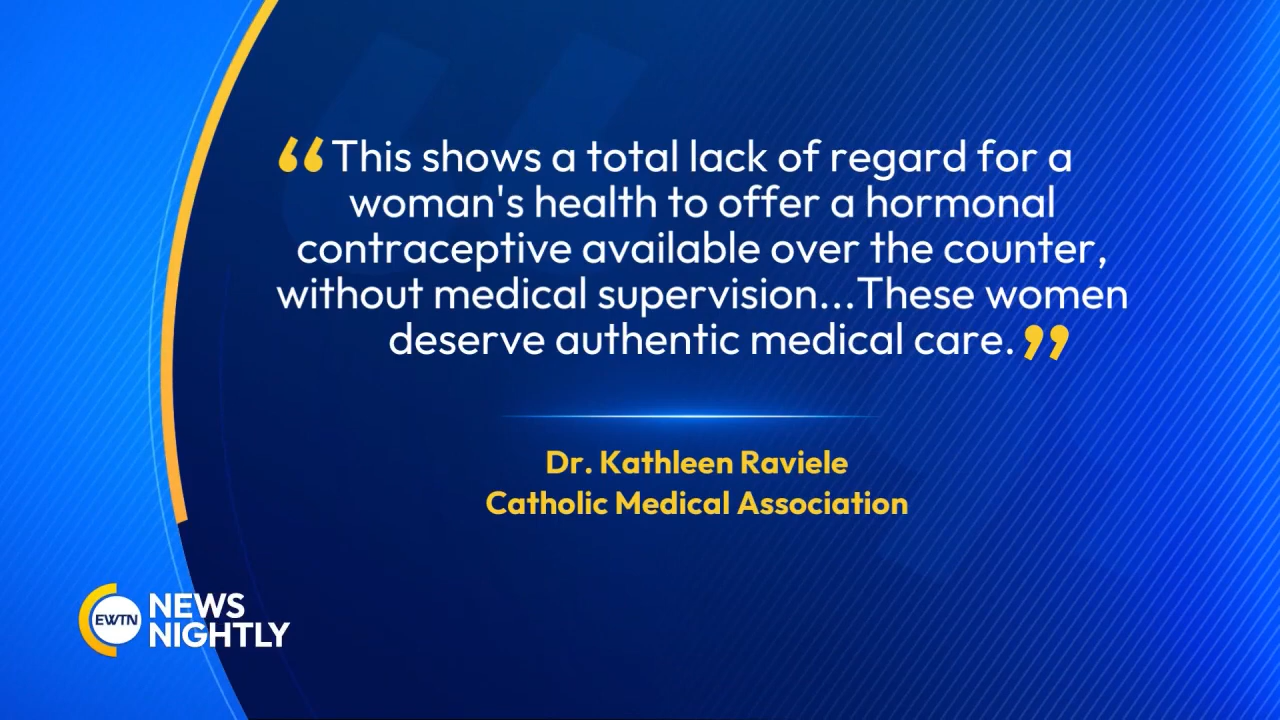 “This shows a total lack of regard for a
woman's health to offer a hormonal
contraceptive available over the counter,
without medical supervision...These women
deserve authentic medical care.”
Dr. Kathleen Raviele
Catholic Medical Association
EWTN
NEWS
NIGHTLY